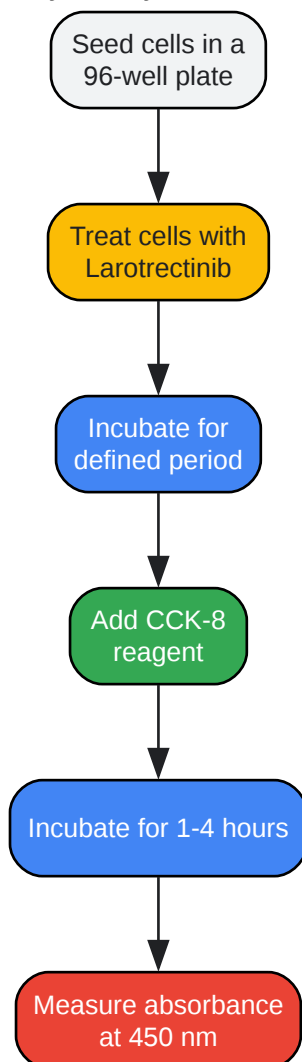 Seed cells in a
96-well plate
Treat cells with
Larotrectinib
Incubate for
defined period
Add CCK-8
reagent
Incubate for 1-4 hours
Measure absorbance
at 450 nm